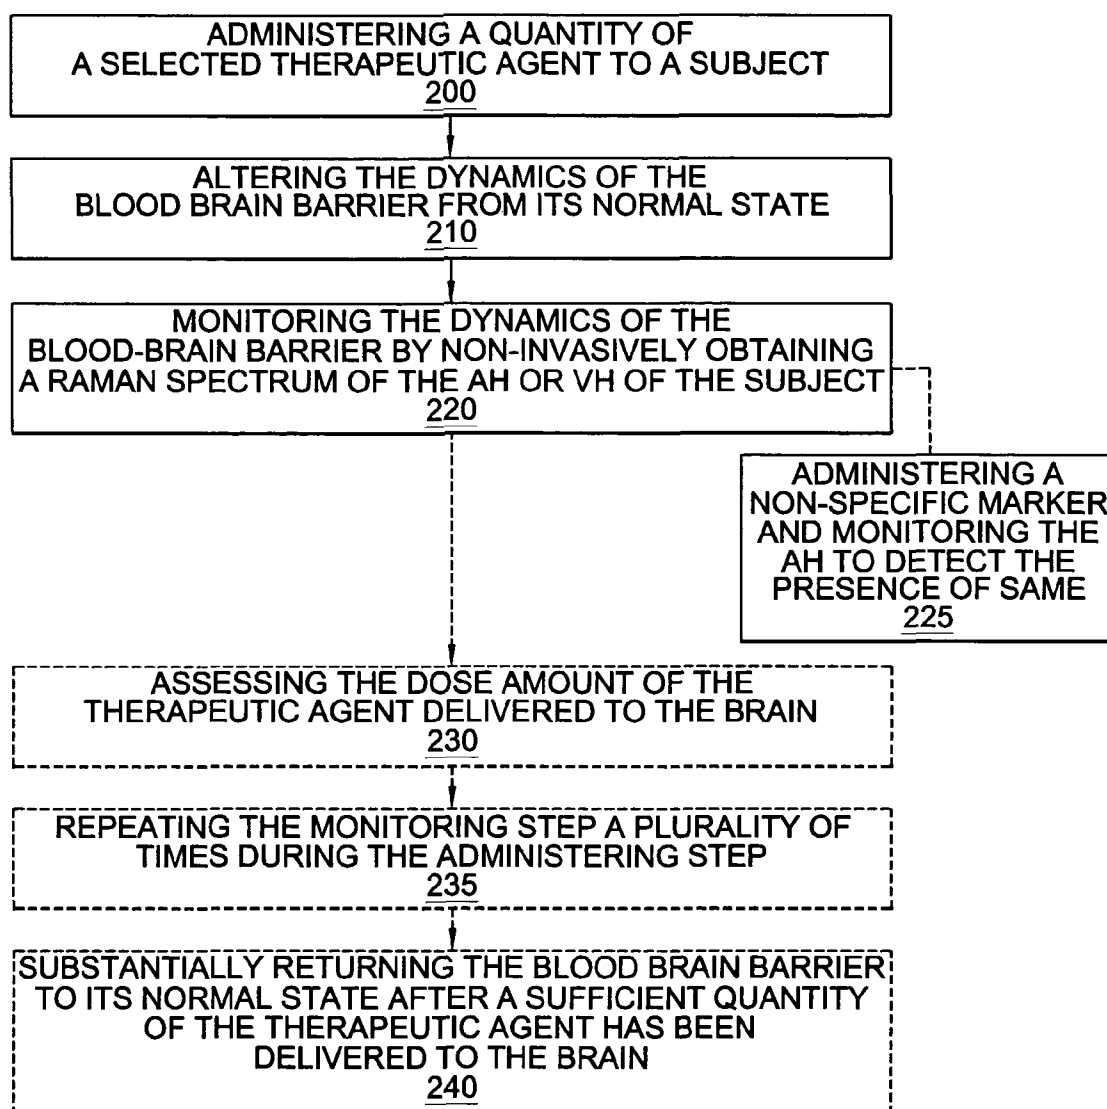 ADMINISTERING A QUANTITY OF
A SELECTED THERAPEUTIC AGENT TO A SUBJECT
200
ALTERING THE DYNAMICS OF THE
BLOOD BRAIN BARRIER FROM ITS NORMAL STATE
210
MONITORING THE DYNAMICS OF THE
BLOOD-BRAIN BARRIER BY NON-INVASIVELY OBTAINING
A RAMAN SPECTRUM OF THE AH OR VH OF THE SUBJECT
220
ADMINISTERING A
NON-SPECIFIC MARKER
AND MONITORING THE
AH TO DETECT THE
PRESENCE OF SAME
225
ASSESSING THE DOSE AMOUNT OF THE
THERAPEUTIC AGENT DELIVERED TO THE BRAIN
230
REPEATING THE MONITORING STEP A PLURALITY OF
TIMES DURING THE ADMINISTERING STEP
235
SUBSTANTIALLY RETURNING THE BLOOD BRAIN BARRIER
TO ITS NORMAL STATE AFTER A SUFFICIENT QUANTITY
OF THE THERAPEUTIC AGENT HAS BEEN
DELIVERED TO THE BRAIN
240